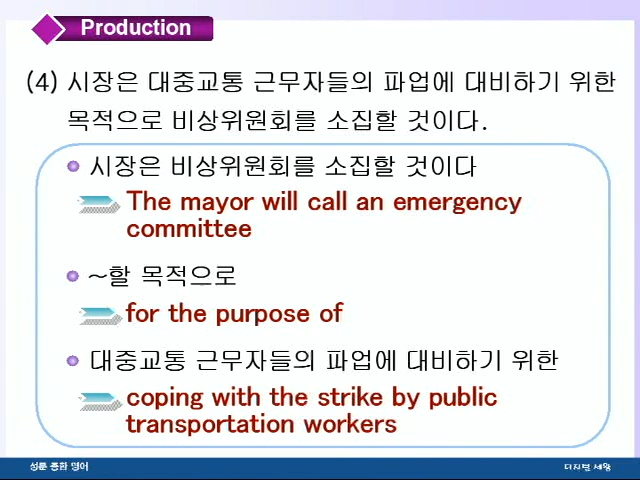 Production
(4) 시장은 대중교통 근무자들의 파업에 대비하기 위한
목적으로 비상위원회를 소집할 것이다.
시장은 비상위원회를 소집할 것이다
The mayor will call an emergency
committee
~할 목적으로
for the purpose of
대중교통 근무자들의 파업에 대비하기 위한
coping with the strike by public
transportation workers
성문 종합 영어
디지털 세왕